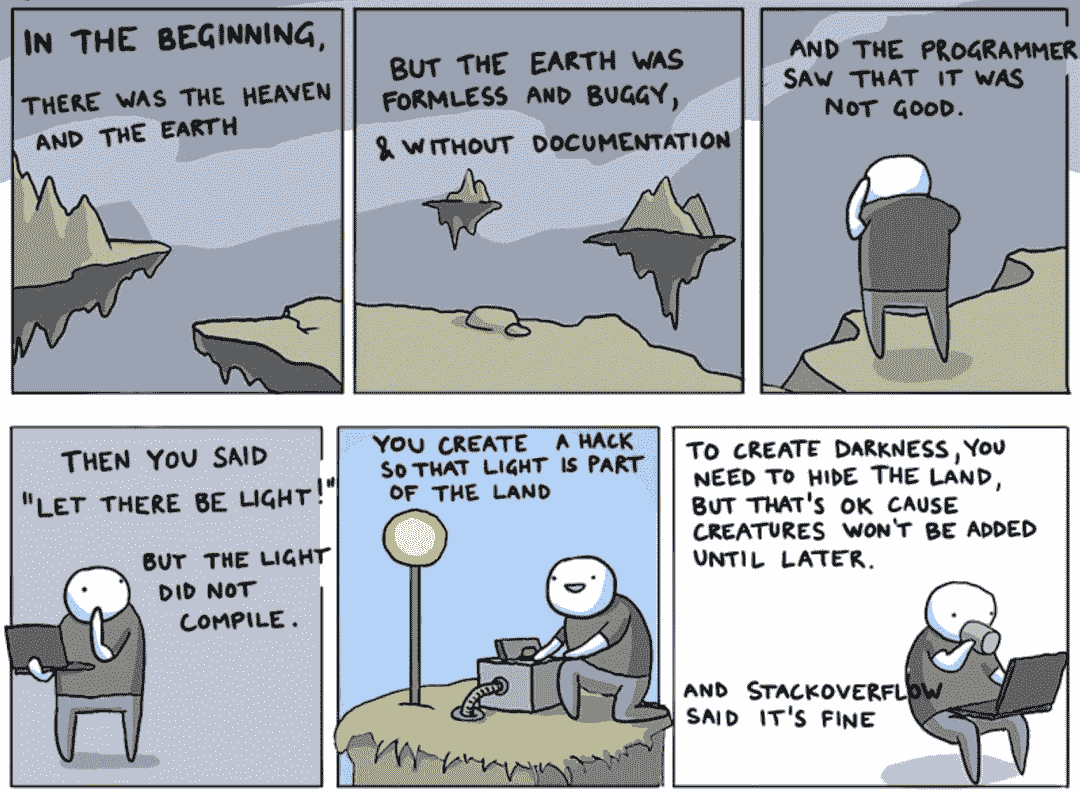 IN THE BEGINNING,
THERE WAS THE HEAVEN
AND THE EARTH
BUT THE EARTH WAS
FORMLESS AND BUGGY,
& WITHOUT DOCUMENTATION
AND THE PROGRAMMER
SAW THAT IT WAS
NOT GOOD.
THEN YOU SAID
"LET THERE BE LIGHT!"
BUT THE LIGHT
DID NOT
COMPILE.
YOU CREATE A HACK
SO THAT LIGHT IS PART
OF THE LAND
TO CREATE DARKNESS, YOU
NEED TO HIDE THE LAND,
BUT THAT'S OK CAUSE
CREATURES WON'T BE ADDED
UNTIL LATER.
AND STACKOVERFLOW
SAID IT'S FINE